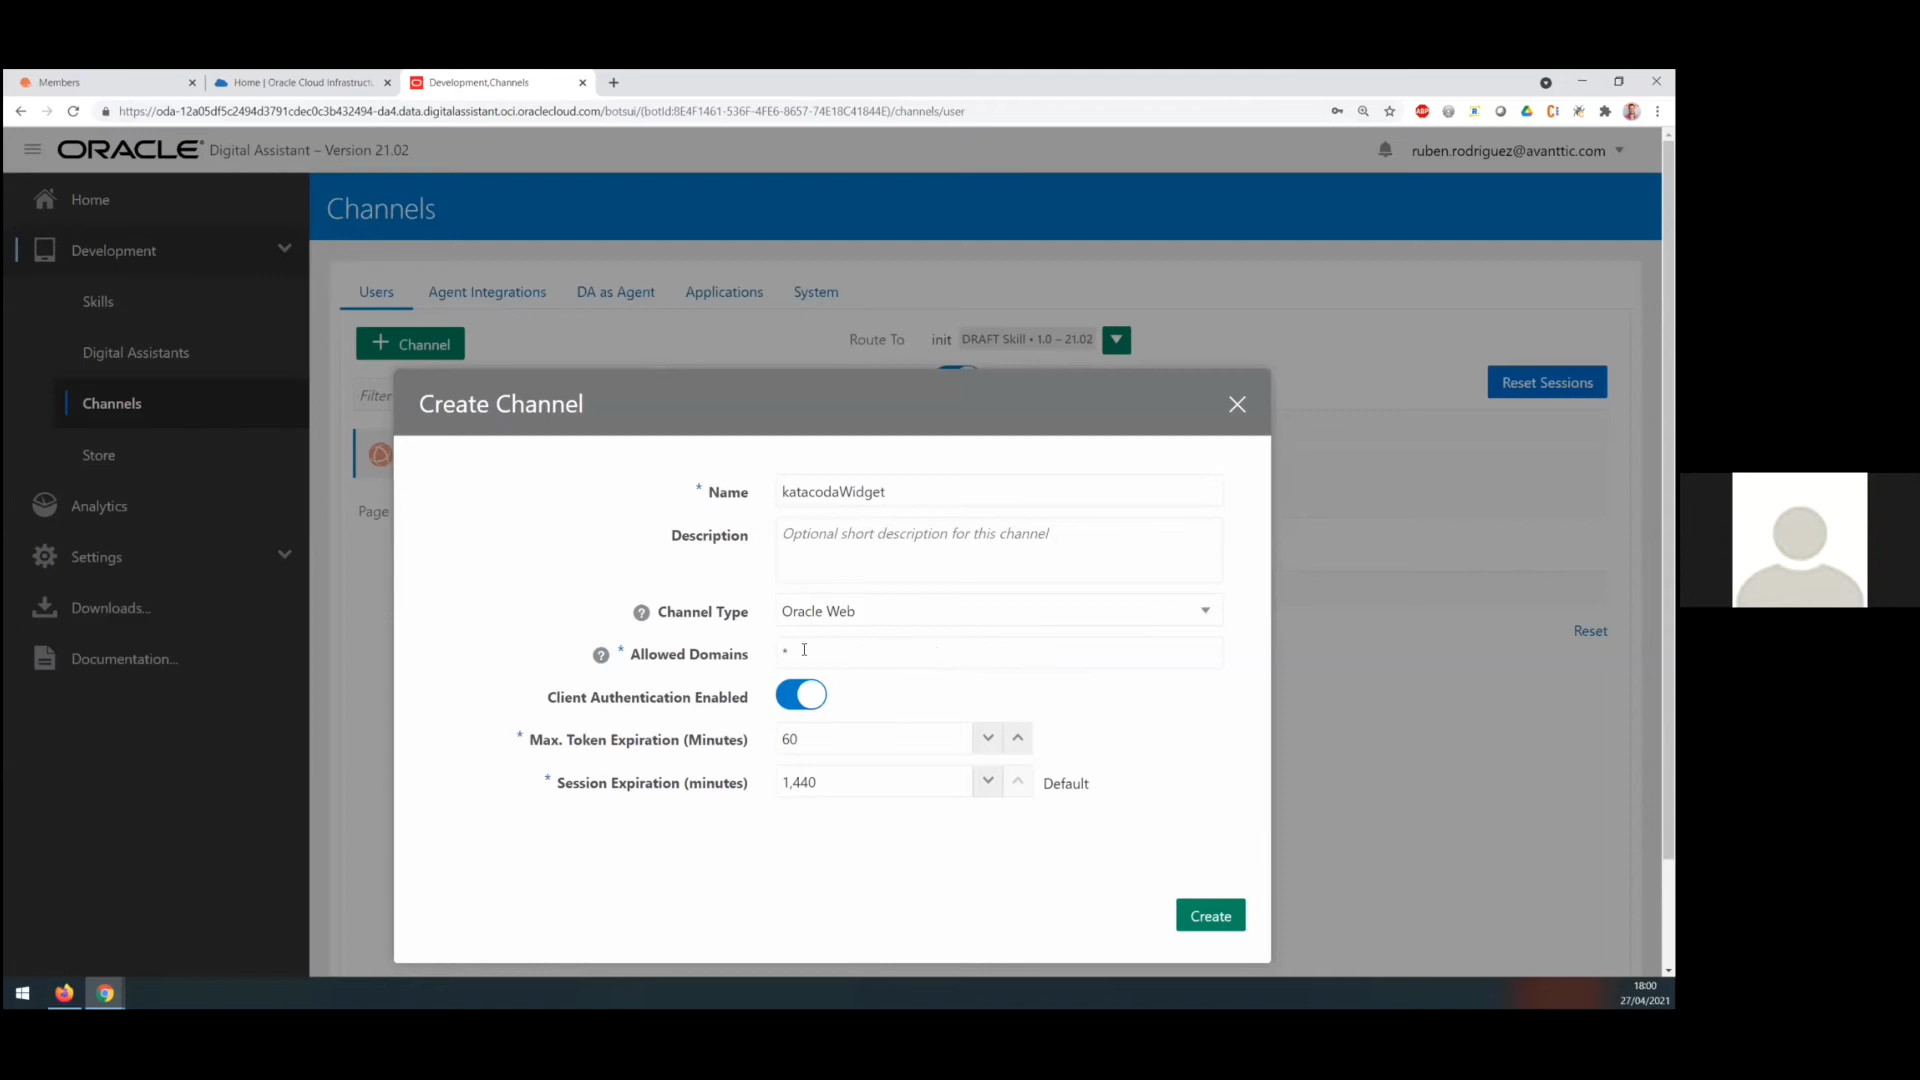 Members
Home | Oracle Cloud Infrastructu
Development,Channels
https://oda-12a05df5c2494d3791cdec0c3b432494-da4.data.digitalassistant.oci.oraclecloud.com/botsui/(botId:8E4F1461-536F-4FE6-8657-74E18C41844E)/channels/user
ABP
ORACLE® Digital Assistant – Version 21.02
ruben.rodriguez@avanttic.com
Home
Channels
Development
Users
Agent Integrations
DA as Agent
Applications
System
Skills
+ Channel
Route To
init
DRAFT Skill • 1.0 – 21.02
Digital Assistants
Filter
Reset Sessions
Create Channel
Channels
Store
* Name
katacodaWidget
Analytics
Page
Description
Optional short description for this channel
Settings
Downloads...
? Channel Type
Oracle Web
Reset
Documentation...
? * Allowed Domains
*
Client Authentication Enabled
* Max. Token Expiration (Minutes)
60
* Session Expiration (minutes)
1,440
Default
Create
18:00
27/04/2021